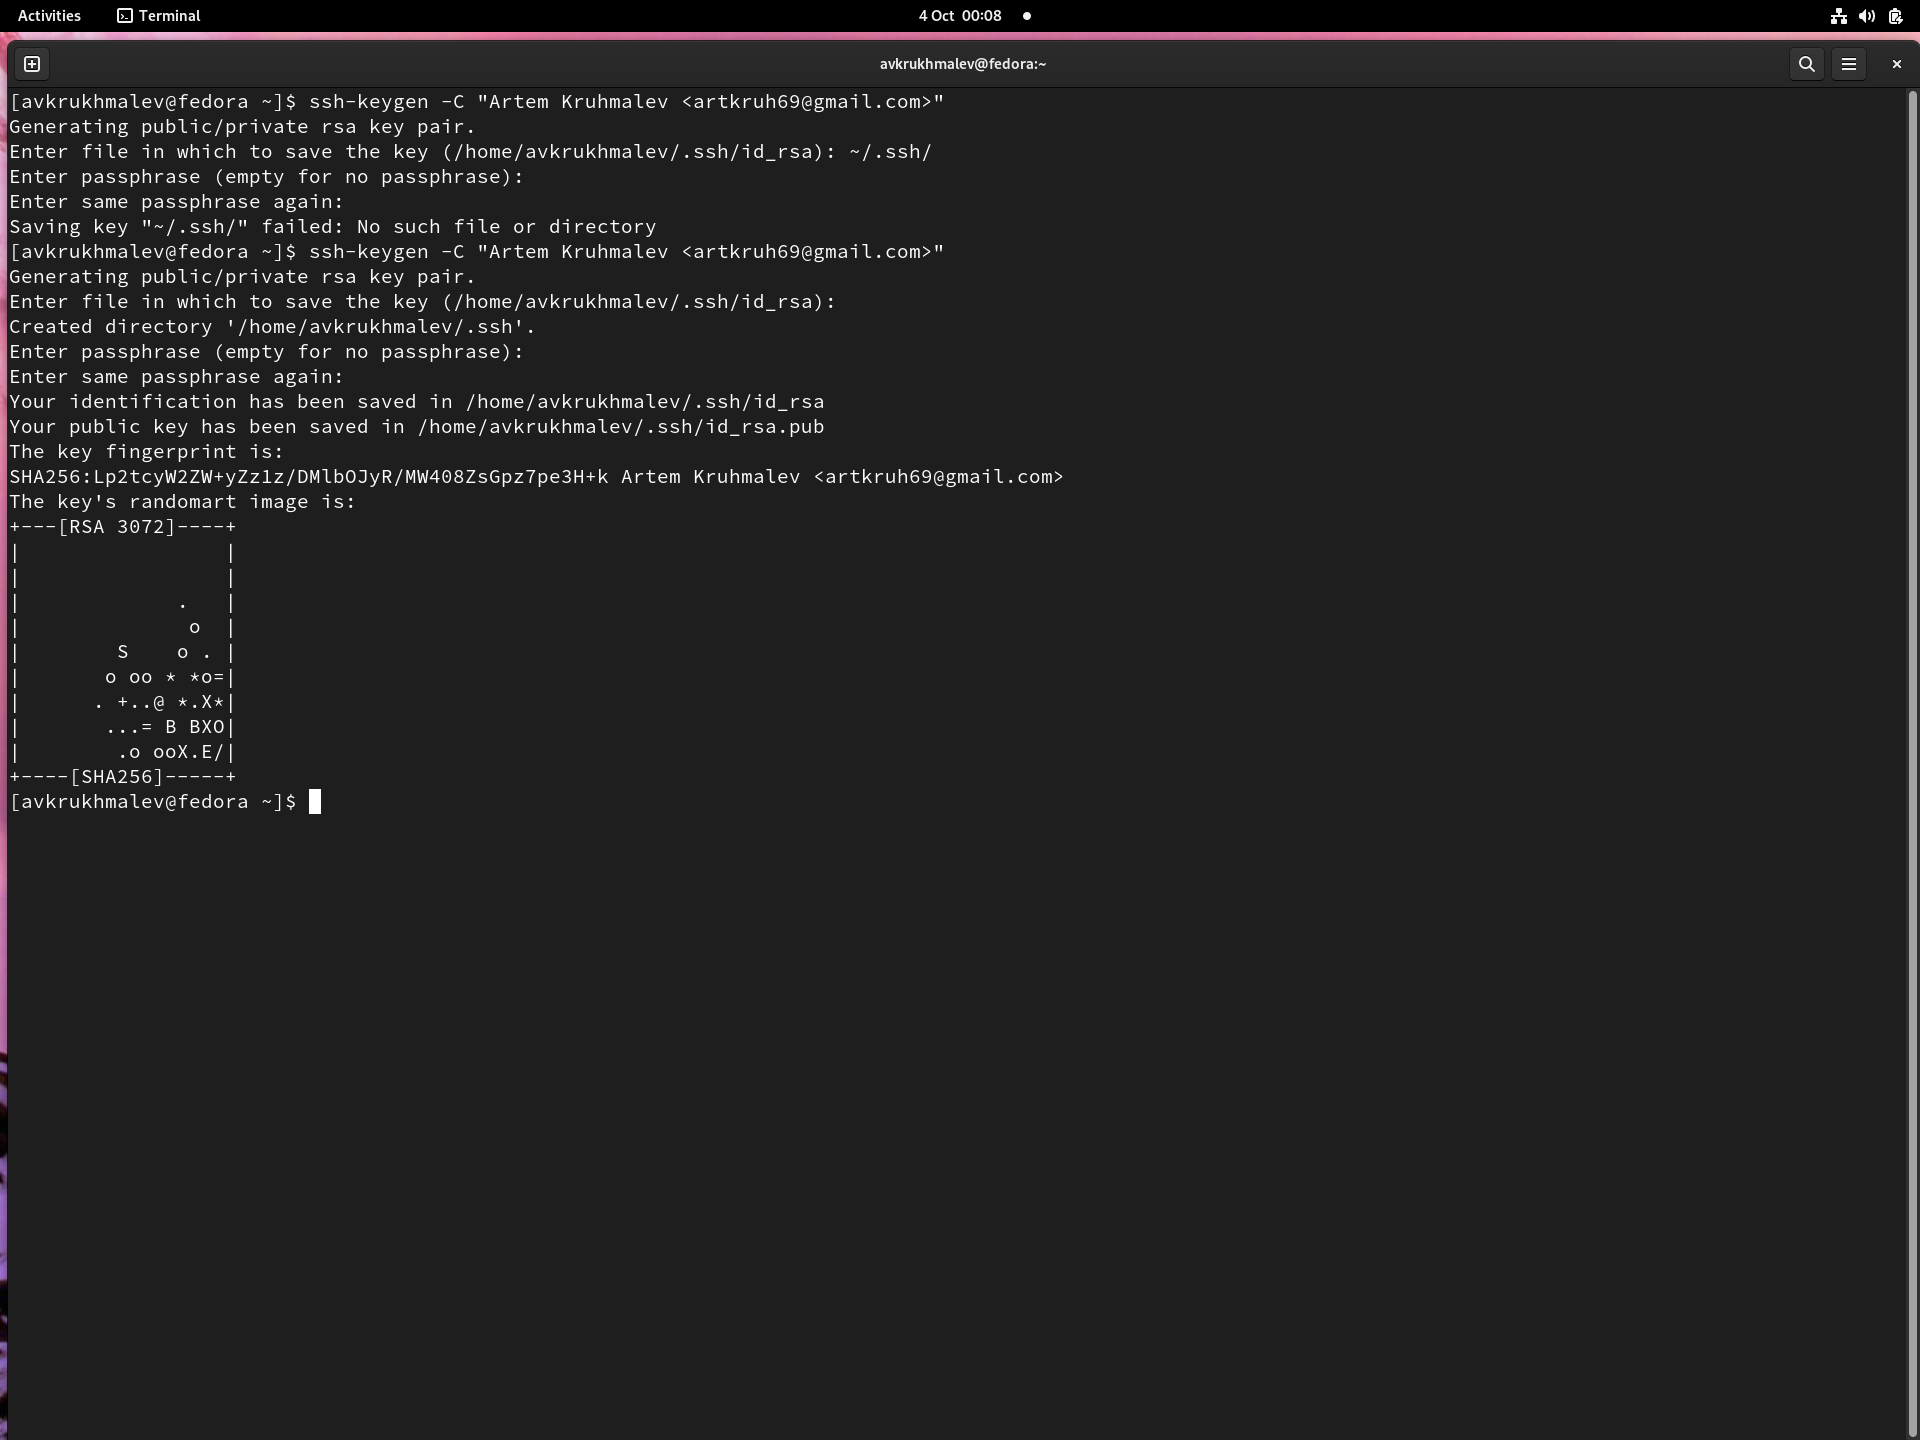 Activities Terminal 4 Oct 00:08
avkrukhmalev@fedora:~
[avkrukhmalev@fedora ~]$ ssh-keygen -C "Artem Kruhmalev <artkruh69@gmail.com>"
Generating public/private rsa key pair.
Enter file in which to save the key (/home/avkrukhmalev/.ssh/id_rsa): ~/.ssh/
Enter passphrase (empty for no passphrase):
Enter same passphrase again:
Saving key "~/.ssh/" failed: No such file or directory
[avkrukhmalev@fedora ~]$ ssh-keygen -C "Artem Kruhmalev <artkruh69@gmail.com>"
Generating public/private rsa key pair.
Enter file in which to save the key (/home/avkrukhmalev/.ssh/id_rsa):
Created directory '/home/avkrukhmalev/.ssh'.
Enter passphrase (empty for no passphrase):
Enter same passphrase again:
Your identification has been saved in /home/avkrukhmalev/.ssh/id_rsa
Your public key has been saved in /home/avkrukhmalev/.ssh/id_rsa.pub
The key fingerprint is:
SHA256:Lp2tcyW2ZW+yZz1z/DMlbOJyR/MW408ZsGpz7pe3H+k Artem Kruhmalev <artkruh69@gmail.com>
The key's randomart image is:
+---[RSA 3072]----+
|                 |
|                 |
|             .   |
|              o  |
|        S    o . |
|       o oo * *o=|
|      . +..@ *.X*|
|       ...= B BXO|
|        .o ooX.E/|
+----[SHA256]-----+
[avkrukhmalev@fedora ~]$